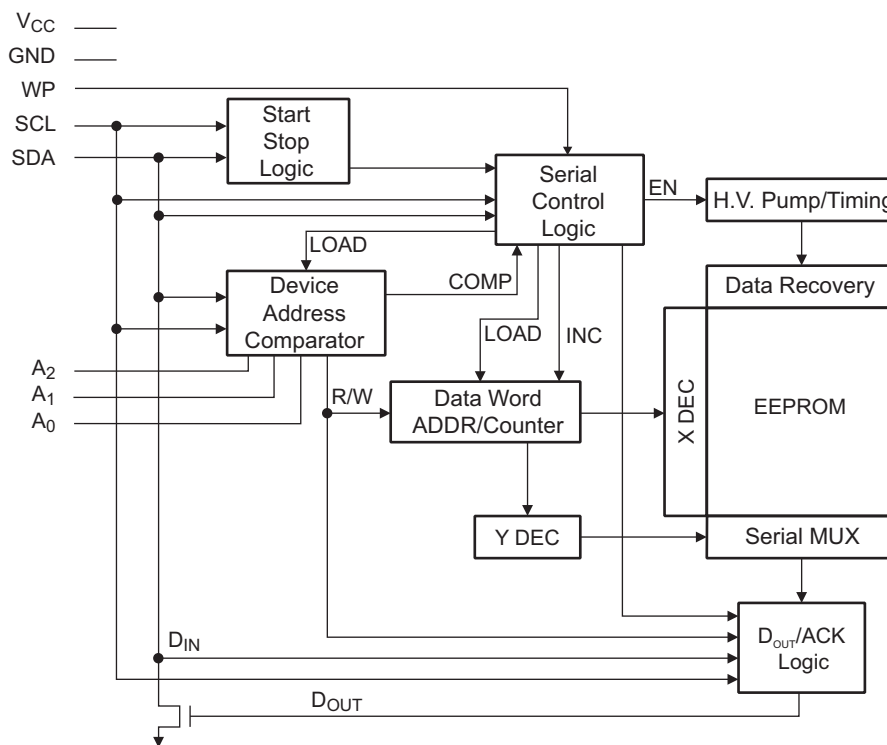 VCC
GND
WP
SCL
SDA
Start
Stop
Logic
Serial
Control
Logic
EN
H.V. Pump/Timing
LOAD
COMP
Device
Address
Comparator
Data Recovery
LOAD
INC
A2
A1
A0
R/W
Data Word
ADDR/Counter
X DEC
EEPROM
Y DEC
Serial MUX
DIN
DOUT/ACK
Logic
DOUT